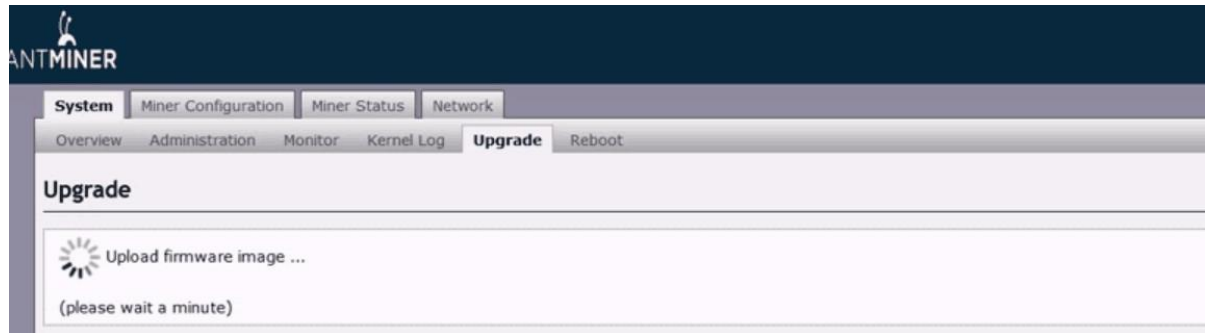 ANTMINER
System Miner Configuration Miner Status Network
Overview Administration Monitor Kernel Log Upgrade Reboot
Upgrade
Upload firmware image ...
(please wait a minute)